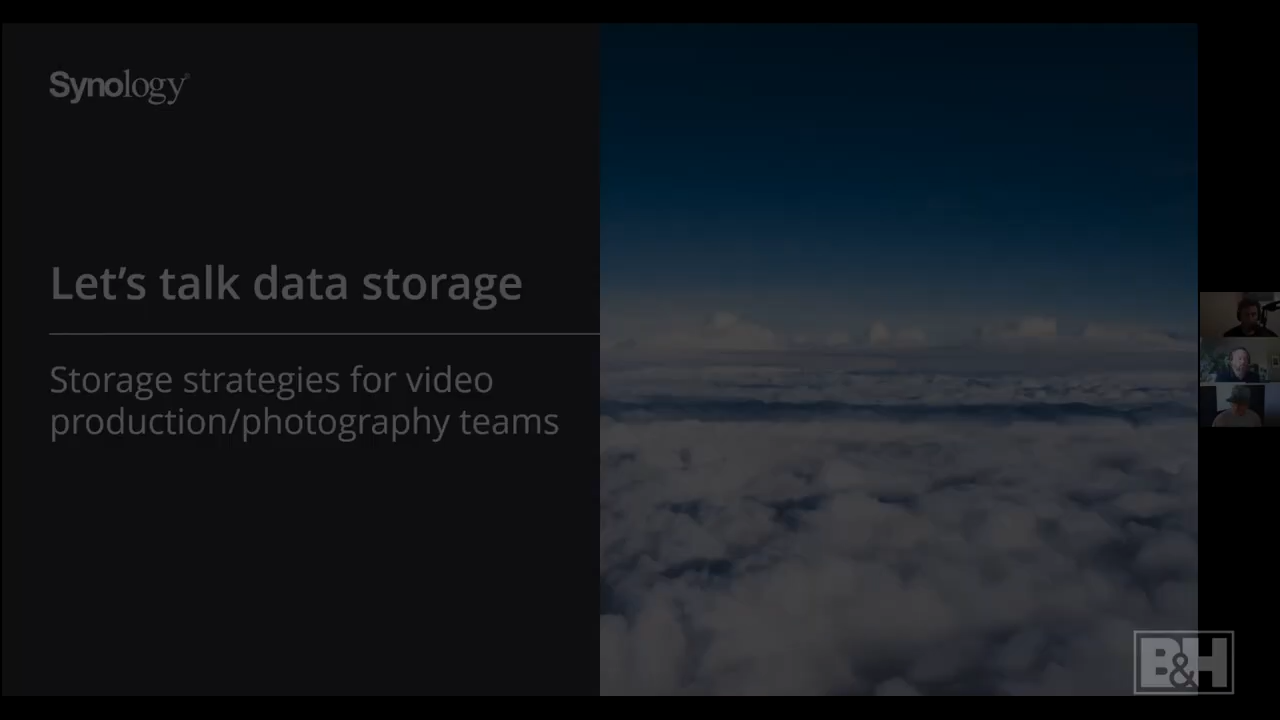 Synology®
Let's talk data storage
Storage strategies for video
production/photography teams
B&H